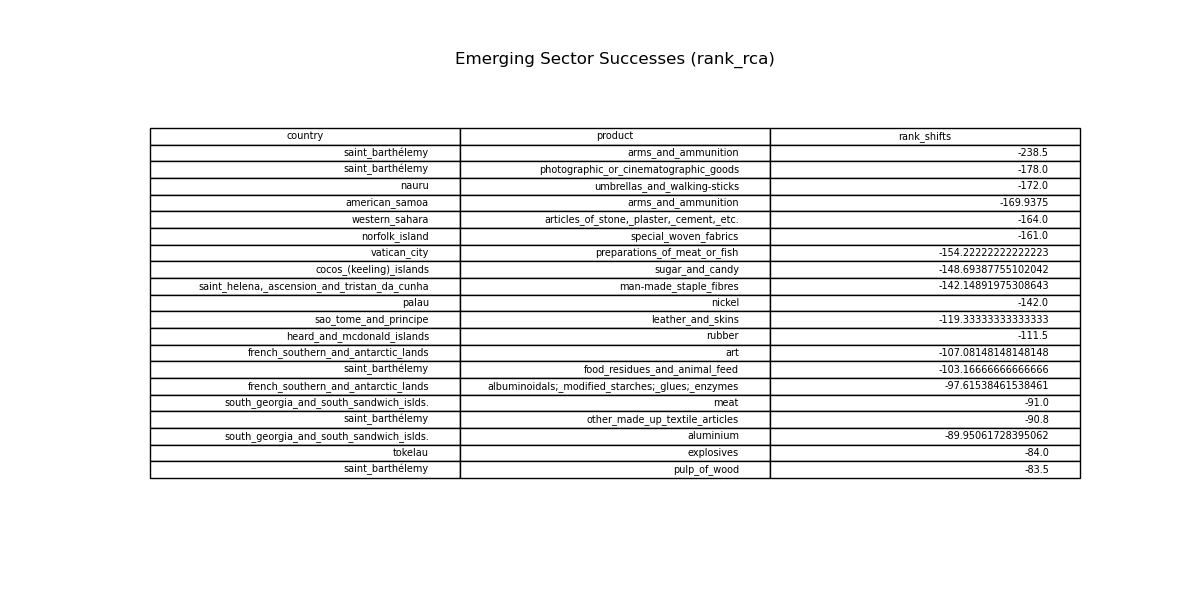 Emerging Sector Successes (rank_rca)
country product rank_shifts
saint_barthélemy arms_and_ammunition -238.5
saint_barthélemy photographic_or_cinematographic_goods -178.0
nauru umbrellas_and_walking-sticks -172.0
american_samoa arms_and_ammunition -169.9375
western_sahara articles_of_stone,_plaster,_cement,_etc. -164.0
norfolk_island special_woven_fabrics -161.0
vatican_city preparations_of_meat_or_fish -154.22222222222223
cocos_(keeling)_islands sugar_and_candy -148.69387755102042
saint_helena,_ascension_and_tristan_da_cunha man-made_staple_fibres -142.14891975308643
palau nickel -142.0
sao_tome_and_principe leather_and_skins -119.33333333333333
heard_and_mcdonald_islands rubber -111.5
french_southern_and_antarctic_lands art -107.08148148148148
saint_barthélemy food_residues_and_animal_feed -103.16666666666666
french_southern_and_antarctic_lands albuminoidals;_modified_starches;_glues;_enzymes -97.61538461538461
south_georgia_and_south_sandwich_islds. meat -91.0
saint_barthélemy other_made_up_textile_articles -90.8
south_georgia_and_south_sandwich_islds. aluminium -89.95061728395062
tokelau explosives -84.0
saint_barthélemy pulp_of_wood -83.5